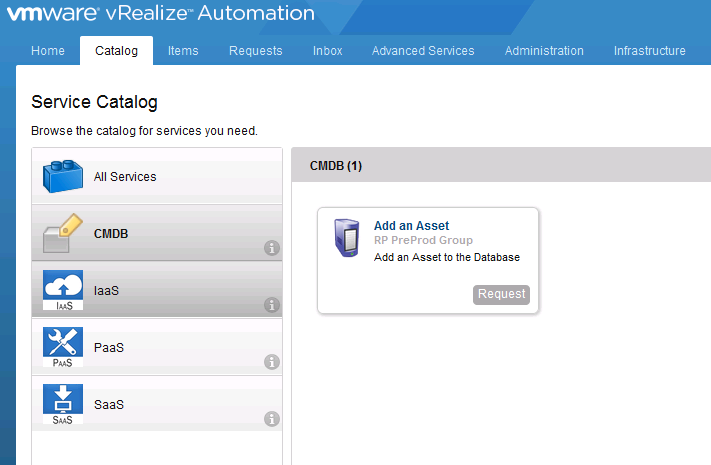 vmware® vRealize™ Automation
Home Catalog Items Requests Inbox Advanced Services Administration Infrastructure
Service Catalog
Browse the catalog for services you need.
All Services
CMDB
IaaS
IAAS
PaaS
PAAS
SaaS
SAAS
CMDB (1)
Add an Asset
RP PreProd Group
Add an Asset to the Database
Request